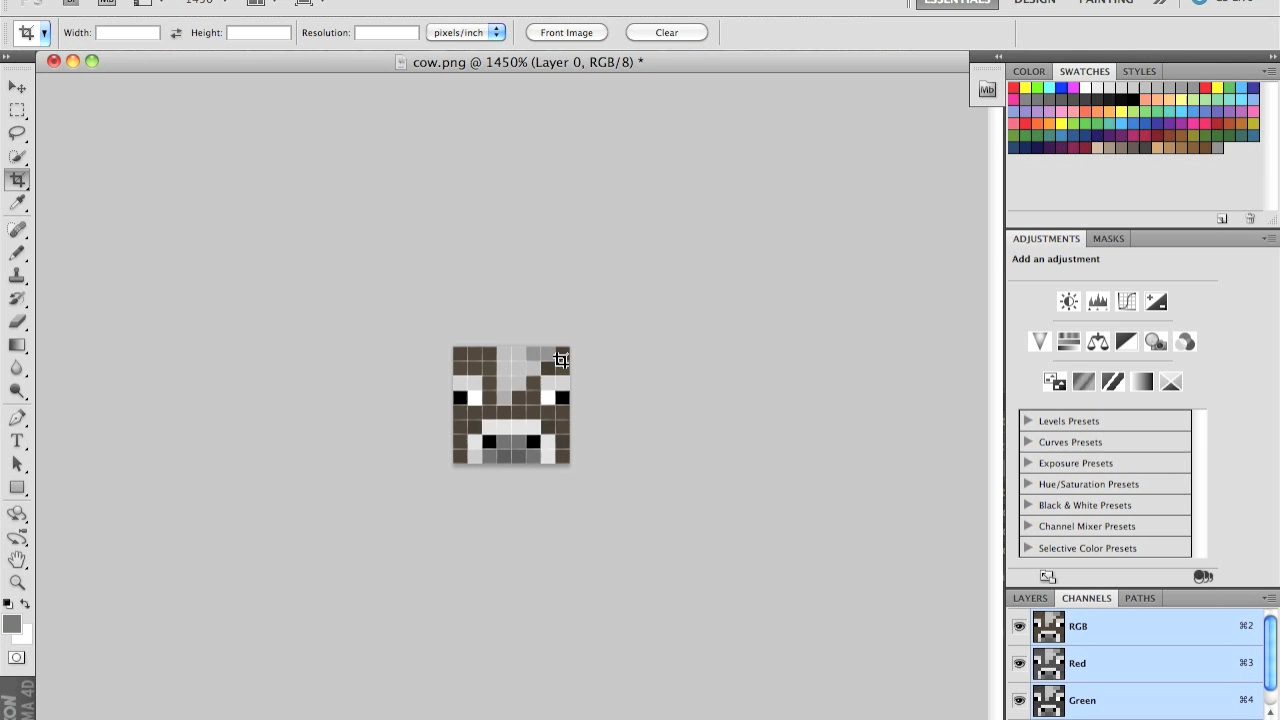 ESSENTIALS DESIGN PAINTING
Width: Height: Resolution: pixels/inch Front Image Clear
cow.png @ 1450% (Layer 0, RGB/8) *
Mb
COLOR SWATCHES STYLES
ADJUSTMENTS MASKS
Add an adjustment
Levels Presets
Curves Presets
Exposure Presets
Hue/Saturation Presets
Black & White Presets
Channel Mixer Presets
Selective Color Presets
LAYERS CHANNELS PATHS
RGB ⌘2
Red ⌘3
Green ⌘4